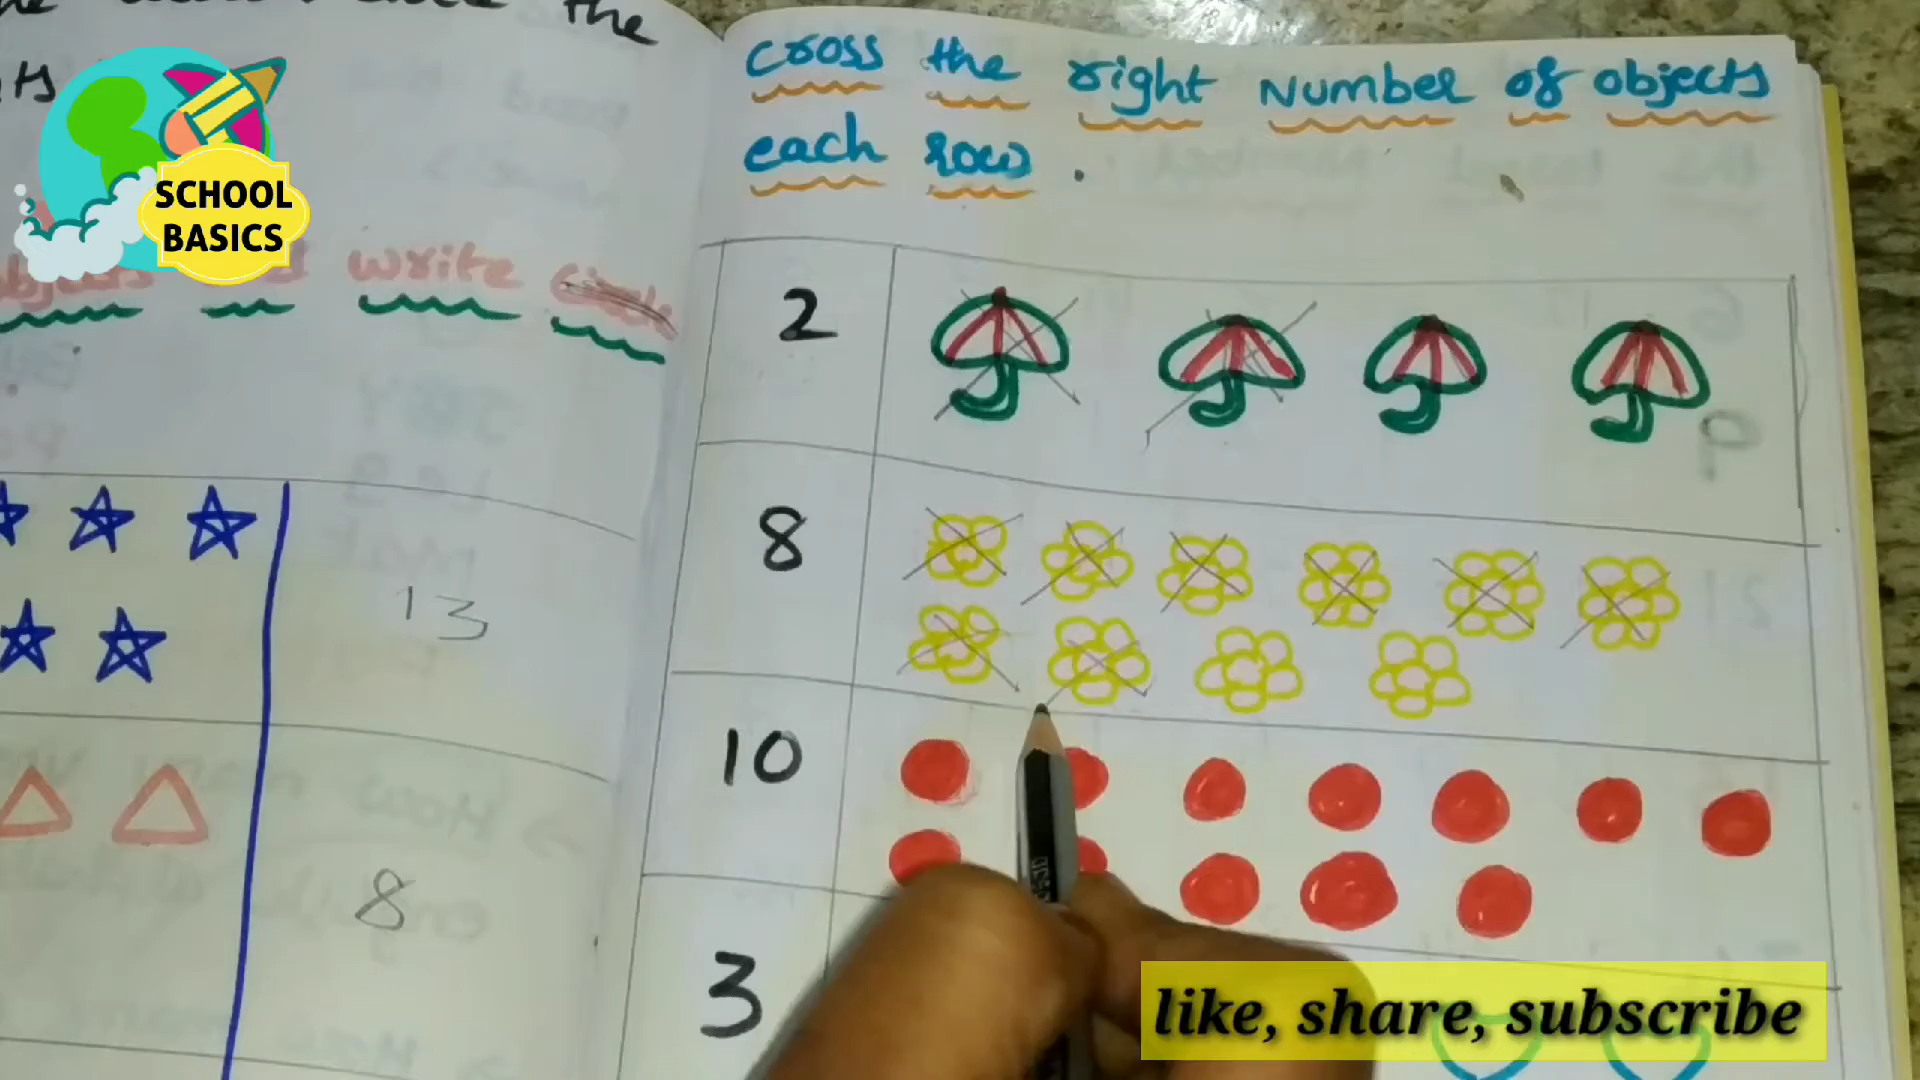 the
SCHOOL
BASICS
write
13
8
cross the right Number of objects
each row.
2
8
10
3
like, share, subscribe